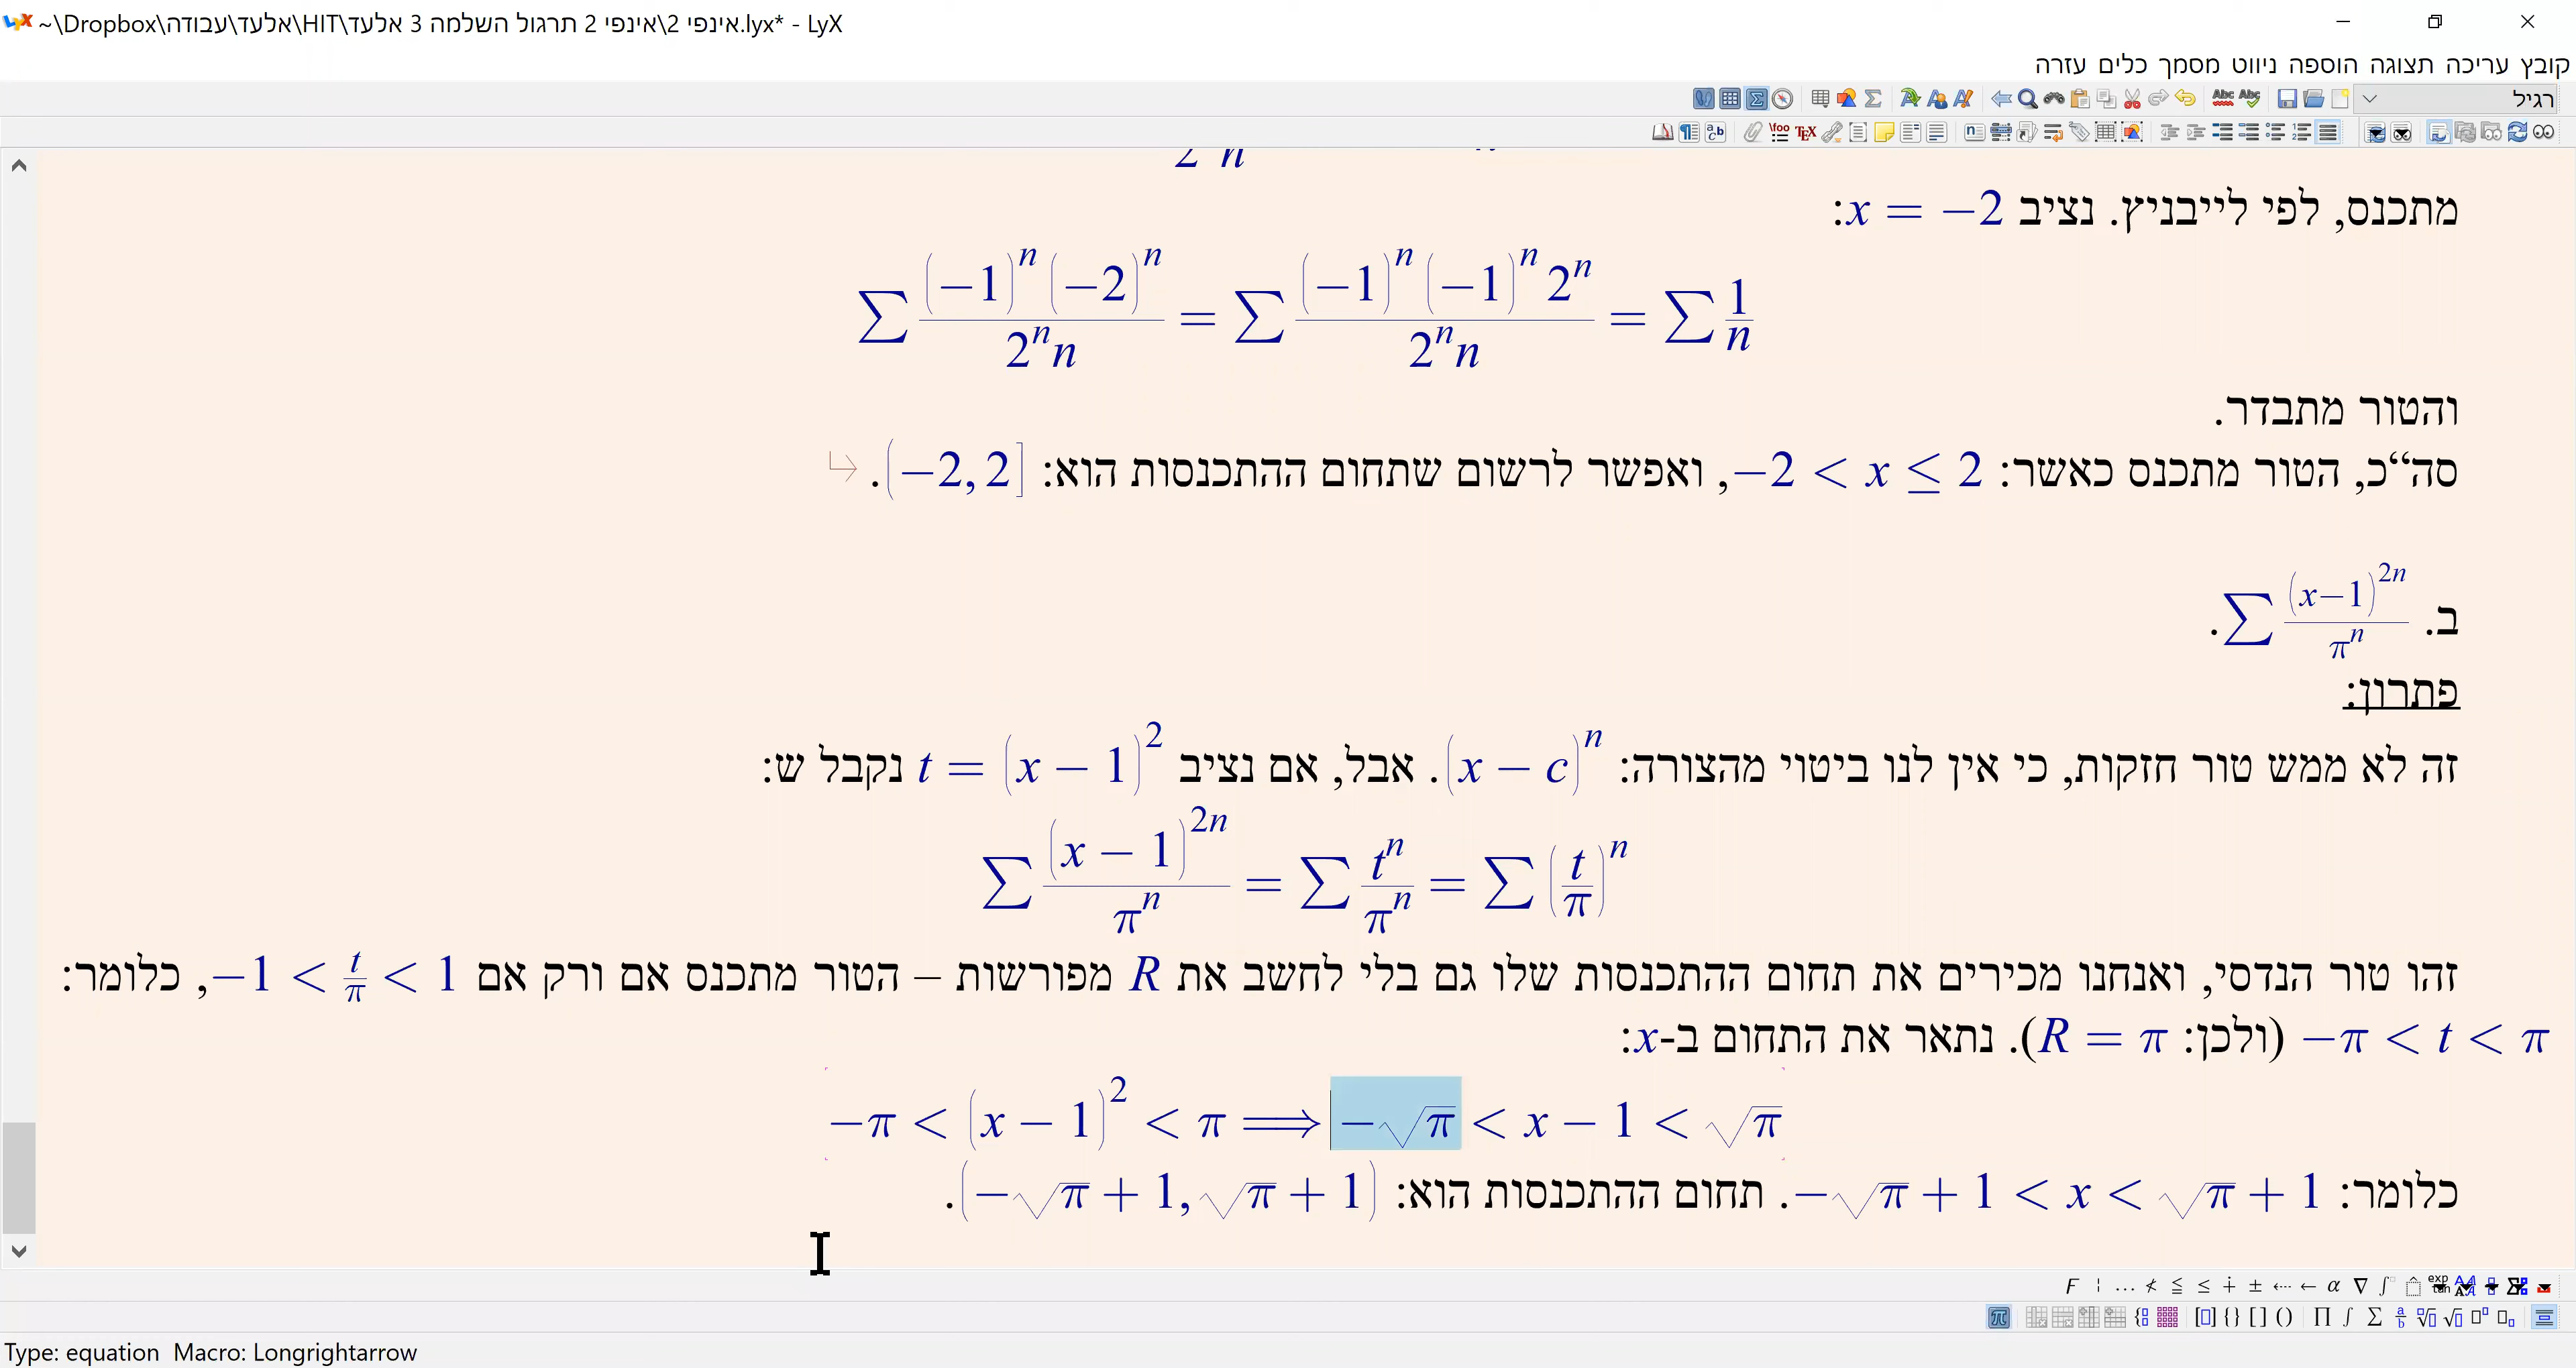 ~\Dropbox\אינפי 2\אינפי 2 תרגול השלמה 3 אלעד\HIT\אלעד\עבודה.lyx* - LyX
קובץ עריכה תצוגה הוספה ניווט מסמך כלים עזרה
רגיל
מתכנס, לפי לייבניץ. נציב x = −2:
∑ (−1)^n (−2)^n / 2^n n = ∑ (−1)^n (−1)^n 2^n / 2^n n = ∑ 1/n
והטור מתבדר.
סה“כ, הטור מתכנס כאשר: −2 < x ≤ 2, ואפשר לרשום שתחום ההתכנסות הוא: (−2, 2].
ב. ∑ (x−1)^{2n} / π^n.
פתרון:
זה לא ממש טור חזקות, כי אין לנו ביטוי מהצורה: (x − c)^n. אבל, אם נציב t = (x − 1)^2 נקבל ש:
∑ (x − 1)^{2n} / π^n = ∑ t^n / π^n = ∑ (t/π)^n
זהו טור הנדסי, ואנחנו מכירים את תחום ההתכנסות שלו גם בלי לחשב את R מפורשות – הטור מתכנס אם ורק אם −1 < t/π < 1, כלומר:
−π < t < π (ולכן: R = π). נתאר את התחום ב-x:
−π < (x − 1)^2 < π ⟹ −√π < x − 1 < √π
כלומר: −√π + 1 < x < √π + 1. תחום ההתכנסות הוא: (−√π + 1, √π + 1).
Type: equation Macro: Longrightarrow